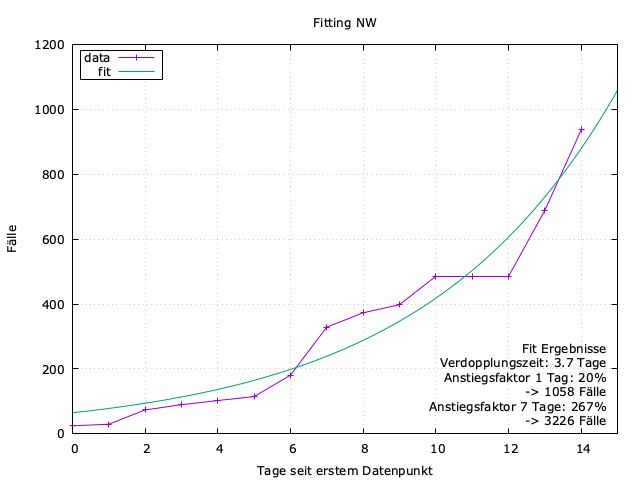 Fitting NW
1200
1000
800
600
400
200
0
Fälle
data
fit
Fit Ergebnisse
Verdopplungszeit: 3.7 Tage
Anstiegsfaktor 1 Tag: 20%
-> 1058 Fälle
Anstiegsfaktor 7 Tage: 267%
-> 3226 Fälle
0 2 4 6 8 10 12 14
Tage seit erstem Datenpunkt